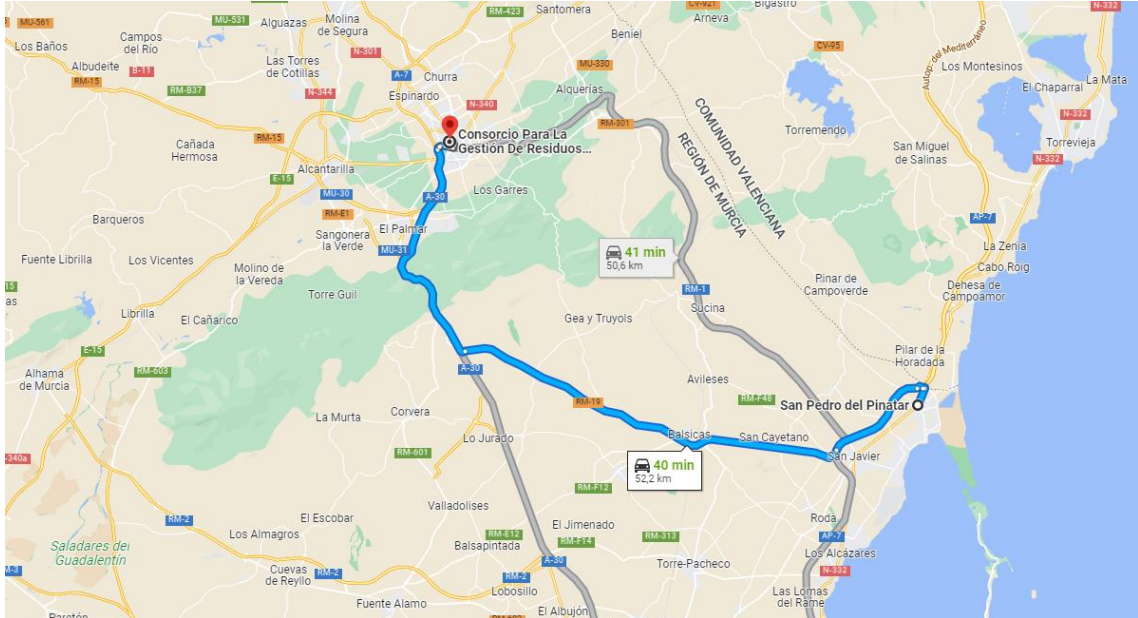 MU-561
MU-531
RM-423
Santomera
CV-921
Bigastro
N-332
Alguazas
Molina
de Segura
Arneva
Los Baños
Campos
del Río
Beniel
CV-95
Autop. del Mediterráneo
Albudeite
Las Torres
de Cotillas
N-301
A-7
Churra
MU-330
Los Montesinos
RM-15
B-11
RM-B37
N-344
Espinardo
N-340
Alquerías
El Chaparral
La Mata
RM-301
COMUNIDAD VALENCIANA
REGIÓN DE MURCIA
N-332
Torremendo
Torrevieja
RM-15
Consorcio Para La
Gestión De Residuos...
Cañada
Hermosa
San Miguel
de Salinas
N-332
E-15
Alcantarilla
MU-30
A-30
Los Garres
Barqueros
RM-E1
El Palmar
AP-7
Sangonera
la Verde
MU-31
La Zenia
Fuente Librilla
Los Vicentes
Molino de
la Vereda
41 min
50,6 km
Cabo Roig
Pinar de
Campoverde
Dehesa de
Campoamor
Torre Guil
RM-1
Sucina
Librilla
El Cañarico
Gea y Truyols
E-15
Pilar de la
Horadada
Alhama
de Murcia
RM-603
A-30
Avileses
RM-F48
San Pedro del Pinatar
La Murta
Corvera
RM-19
Lo Jurado
Balsicas
San Cayetano
San Javier
-340a
RM-601
40 min
52,2 km
RM-F12
Valladolises
RM-2
El Escobar
El Jimenado
Roda
Los Almagros
RM-E12
RM-F14
RM-313
AP-7
Saladares del
Guadalentín
Balsapintada
A-30
Torre-Pacheco
Los Alcázares
N-332
Cuevas
de Reyllo
RM-2
RM-2
Lobosillo
Las Lomas
del Rame
Fuente Alamo
El Albujón